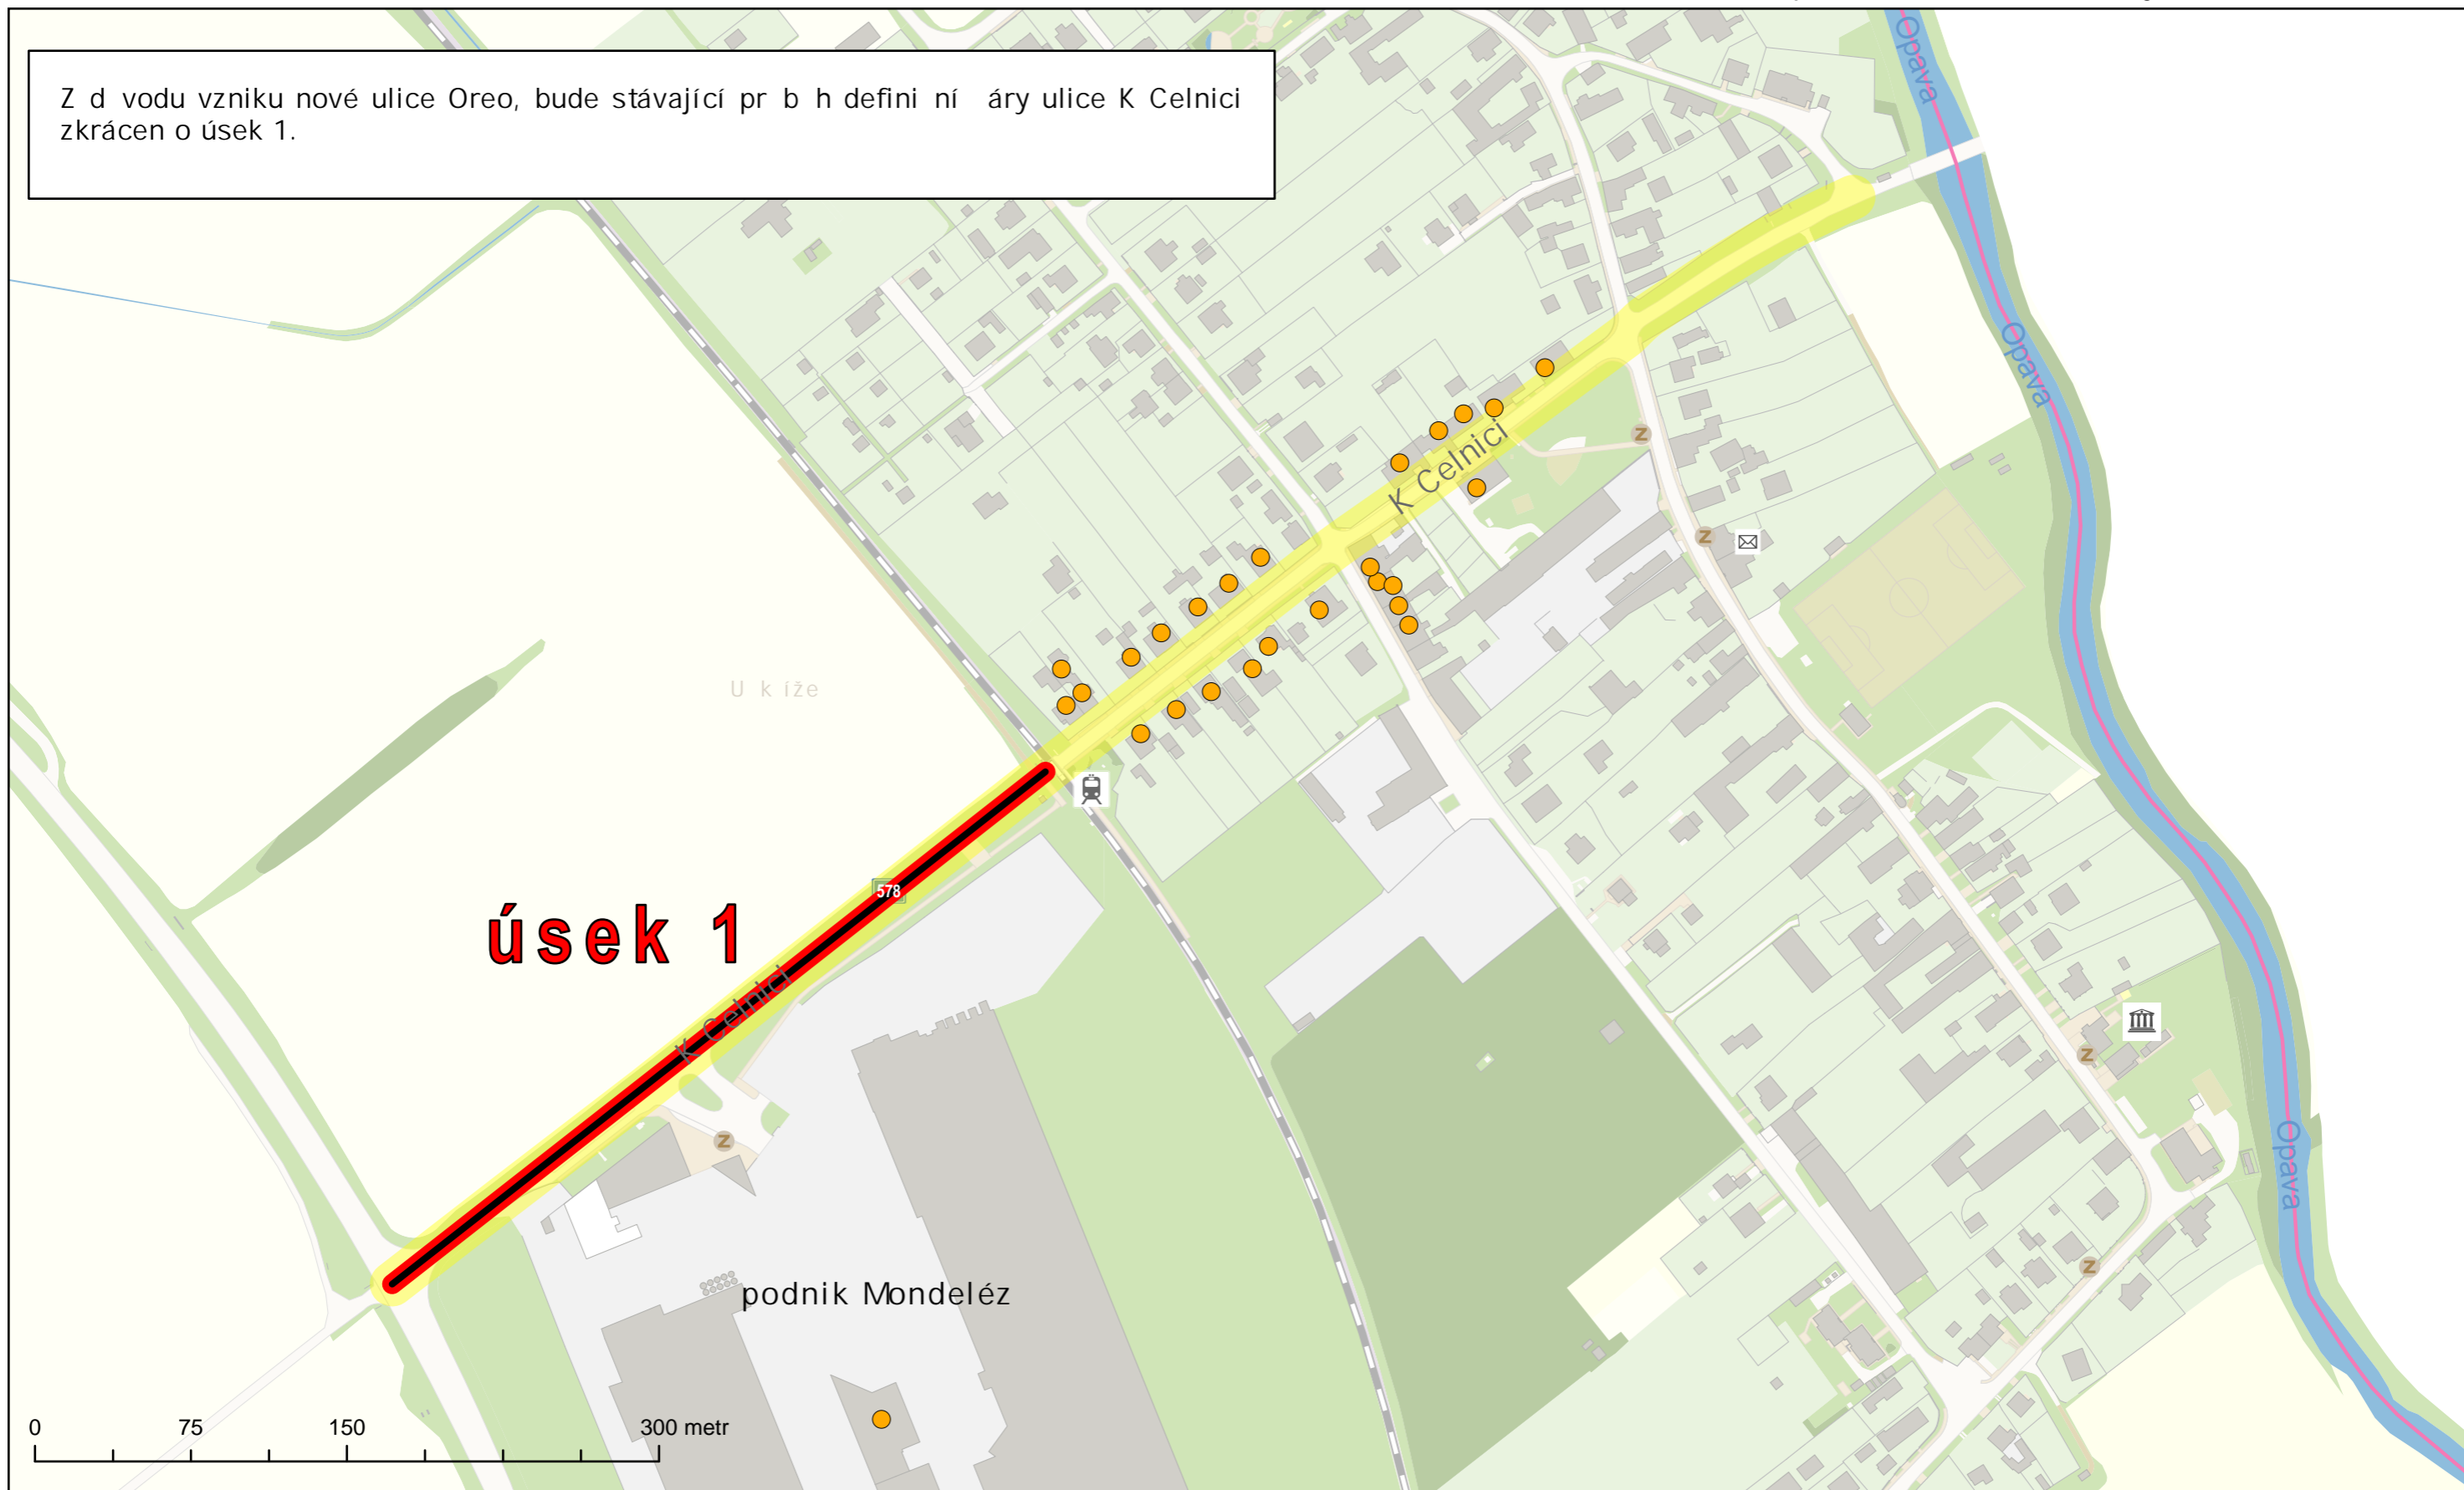 Z d vodu vzniku nové ulice Oreo, bude stávající pr b h defini ní áry ulice K Celnici
zkrácen o úsek 1.
Opava
Opava
K Celnici
Z
Z
U k íže
578
úsek 1
K Celnici
Z
Z
Opava
Z
podnik Mondeléz
0 75 150 300 metr